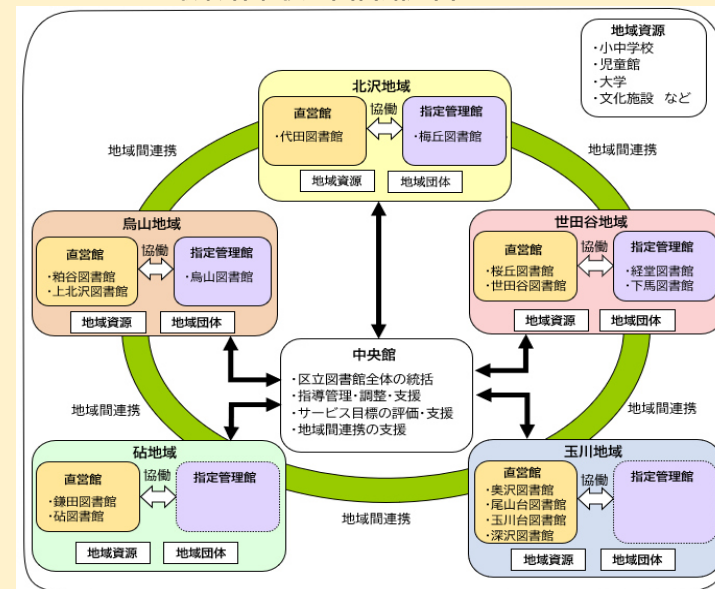 地域資源
・小中学校
・児童館
・大学
・文化施設 など
北沢地域
直営館
・代田図書館
協働
指定管理館
・梅丘図書館
地域資源
地域団体
地域間連携
地域間連携
烏山地域
直営館
・粕谷図書館
・上北沢図書館
協働
指定管理館
・烏山図書館
地域資源
地域団体
世田谷地域
直営館
・桜丘図書館
・世田谷図書館
協働
指定管理館
・経堂図書館
・下馬図書館
地域資源
地域団体
中央館
・区立図書館全体の統括
・指導管理・調整・支援
・サービス目標の評価・支援
・地域間連携の支援
地域間連携
地域間連携
砧地域
直営館
・鎌田図書館
・砧図書館
協働
指定管理館
地域資源
地域団体
地域間連携
玉川地域
直営館
・奥沢図書館
・尾山台図書館
・玉川台図書館
・深沢図書館
協働
指定管理館
地域資源
地域団体